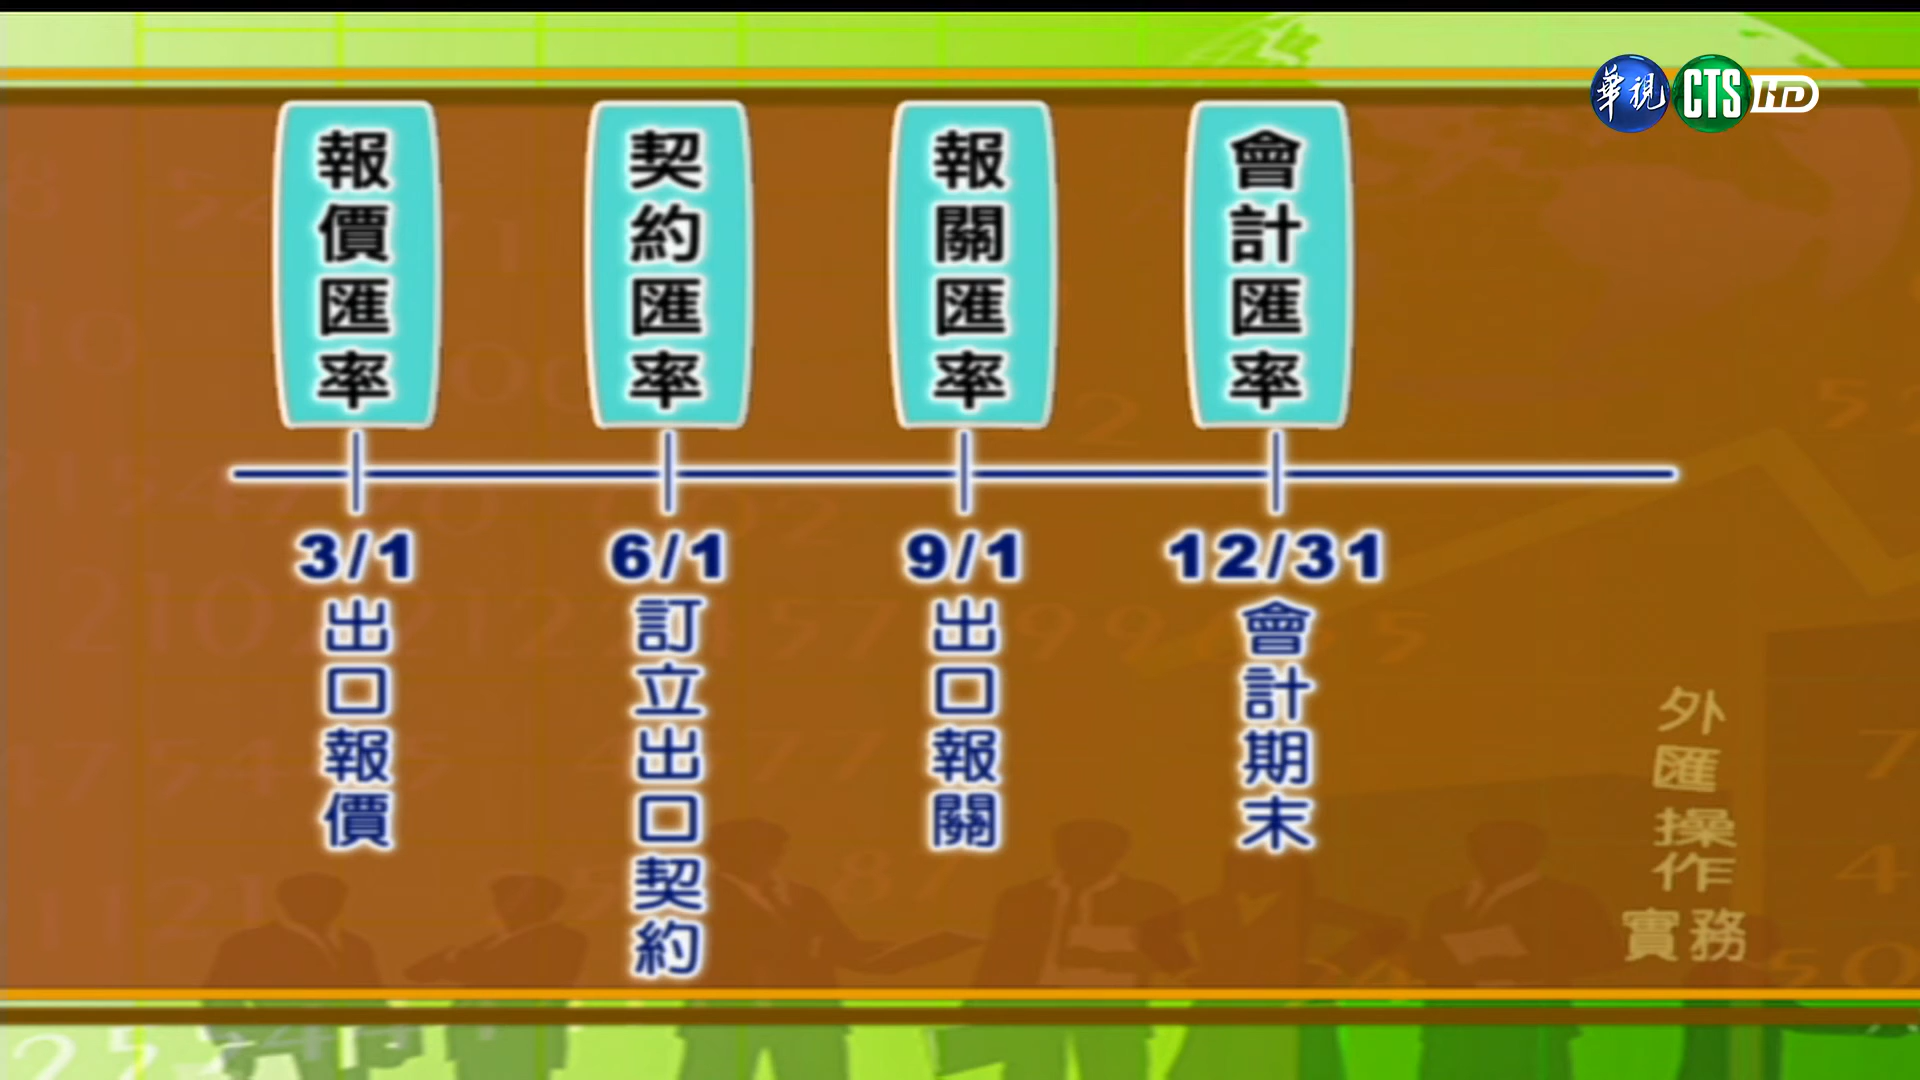 華視 CTS HD
報價匯率
契約匯率
報關匯率
會計匯率
3/1
6/1
9/1
12/31
出口報價
訂立出口契約
出口報關
會計期末
外匯操作實務